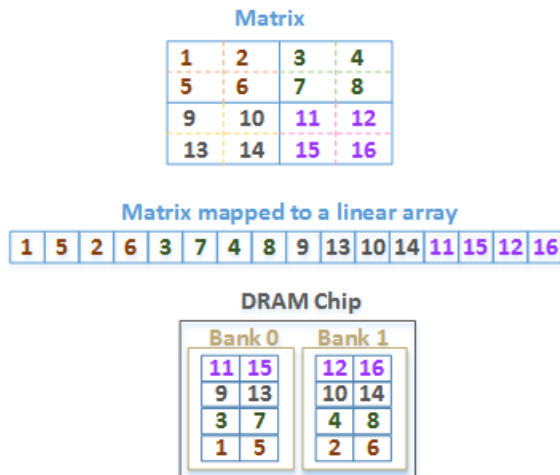 Matrix
1 2 3 4
5 6 7 8
9 10 11 12
13 14 15 16
Matrix mapped to a linear array
1 5 2 6 3 7 4 8 9 13 10 14 11 15 12 16
DRAM Chip
Bank 0 Bank 1
11 15 12 16
9 13 10 14
3 7 4 8
1 5 2 6